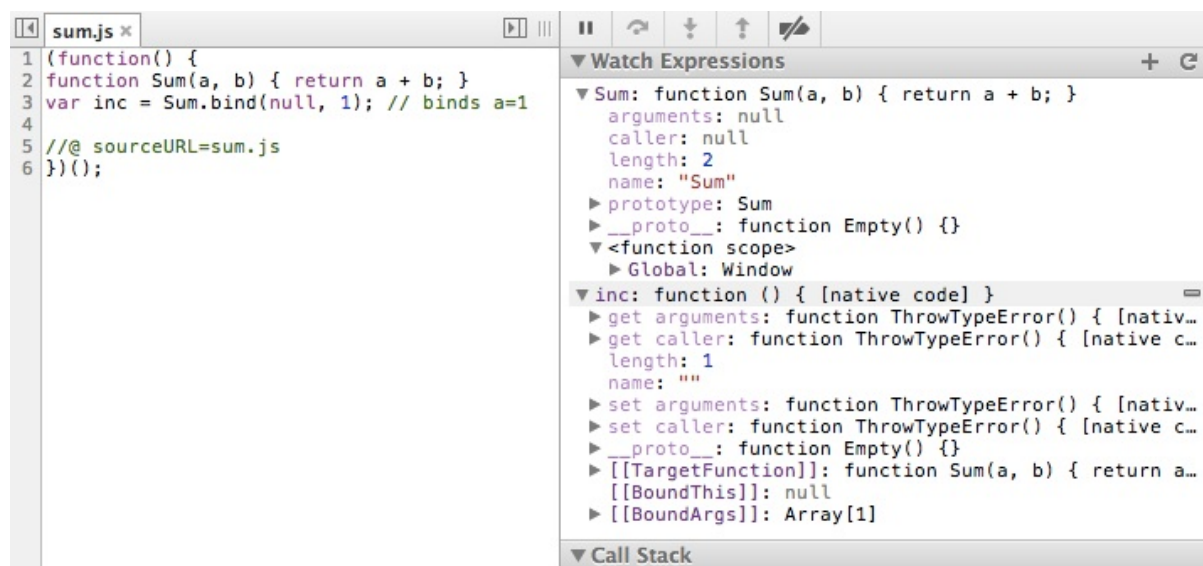 sum.js ×
1 (function() {
2 function Sum(a, b) { return a + b; }
3 var inc = Sum.bind(null, 1); // binds a=1
4
5 //@ sourceURL=sum.js
6 })();
Watch Expressions
Sum: function Sum(a, b) { return a + b; }
arguments: null
caller: null
length: 2
name: "Sum"
prototype: Sum
__proto__: function Empty() {}
<function scope>
Global: Window
inc: function () { [native code] }
get arguments: function ThrowTypeError() { [nativ…
get caller: function ThrowTypeError() { [native c…
length: 1
name: ""
set arguments: function ThrowTypeError() { [nativ…
set caller: function ThrowTypeError() { [native c…
__proto__: function Empty() {}
[[TargetFunction]]: function Sum(a, b) { return a…
[[BoundThis]]: null
[[BoundArgs]]: Array[1]
Call Stack